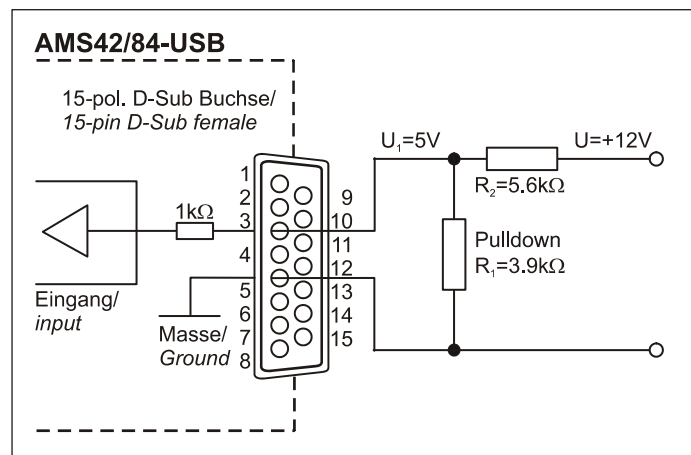 AMS42/84-USB
15-pol. D-Sub Buchse/
15-pin D-Sub female
U₁=5V
U=+12V
R₂=5.6kΩ
1kΩ
1
2
3
4
5
6
7
8
9
10
11
12
13
14
15
Pulldown
R₁=3.9kΩ
Eingang/
input
Masse/
Ground